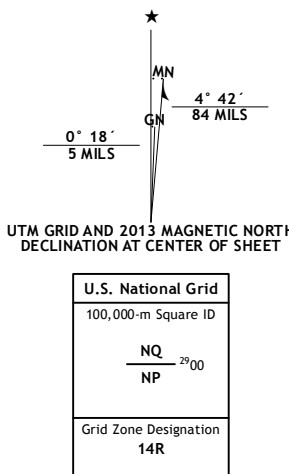 ★
MN
GN
4° 42´
84 MILS
0° 18´
5 MILS
UTM GRID AND 2013 MAGNETIC NORTH
DECLINATION AT CENTER OF SHEET
U.S. National Grid
100,000-m Square ID
NQ
2900
NP
Grid Zone Designation
14R